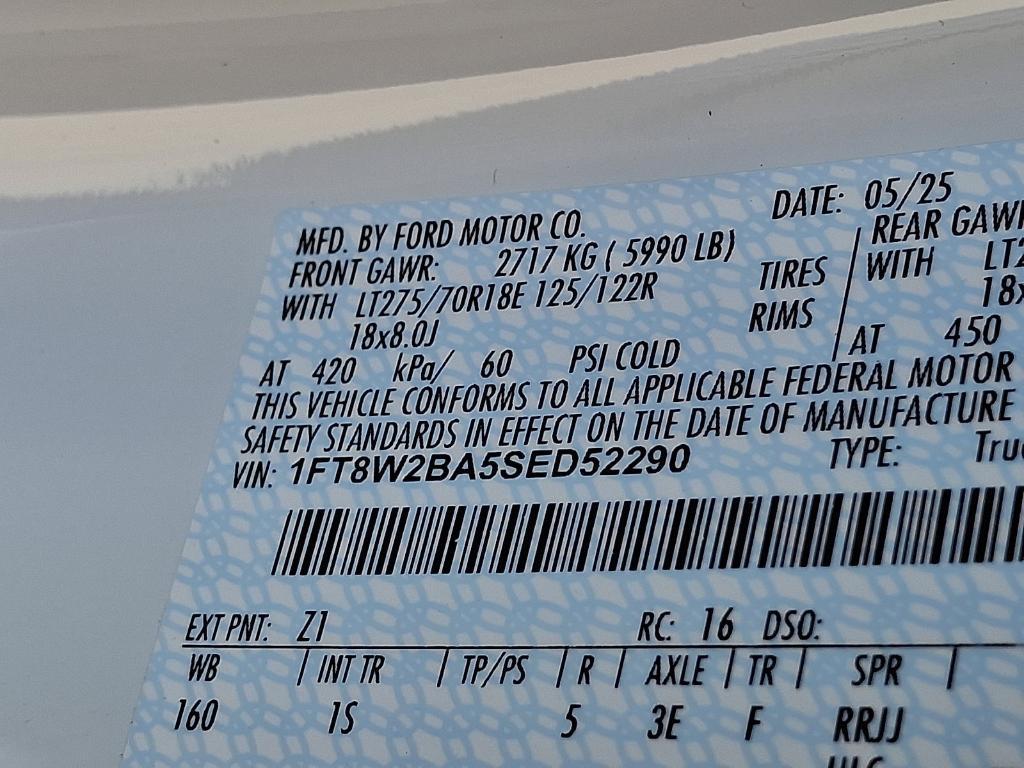 MFD. BY FORD MOTOR CO. DATE: 05/25
FRONT GAWR: 2717 KG ( 5990 LB) REAR GAWR
WITH LT275/70R18E 125/122R TIRES WITH
18x8.0J RIMS
AT 420 kPa/ 60 PSI COLD AT 450
THIS VEHICLE CONFORMS TO ALL APPLICABLE FEDERAL MOTOR
SAFETY STANDARDS IN EFFECT ON THE DATE OF MANUFACTURE
VIN: 1FT8W2BA5SED52290 TYPE:
EXT PNT: Z1 RC: 16 DSO:
WB INT TR TP/PS R AXLE TR SPR
160 1S 5 3E F RRJJ